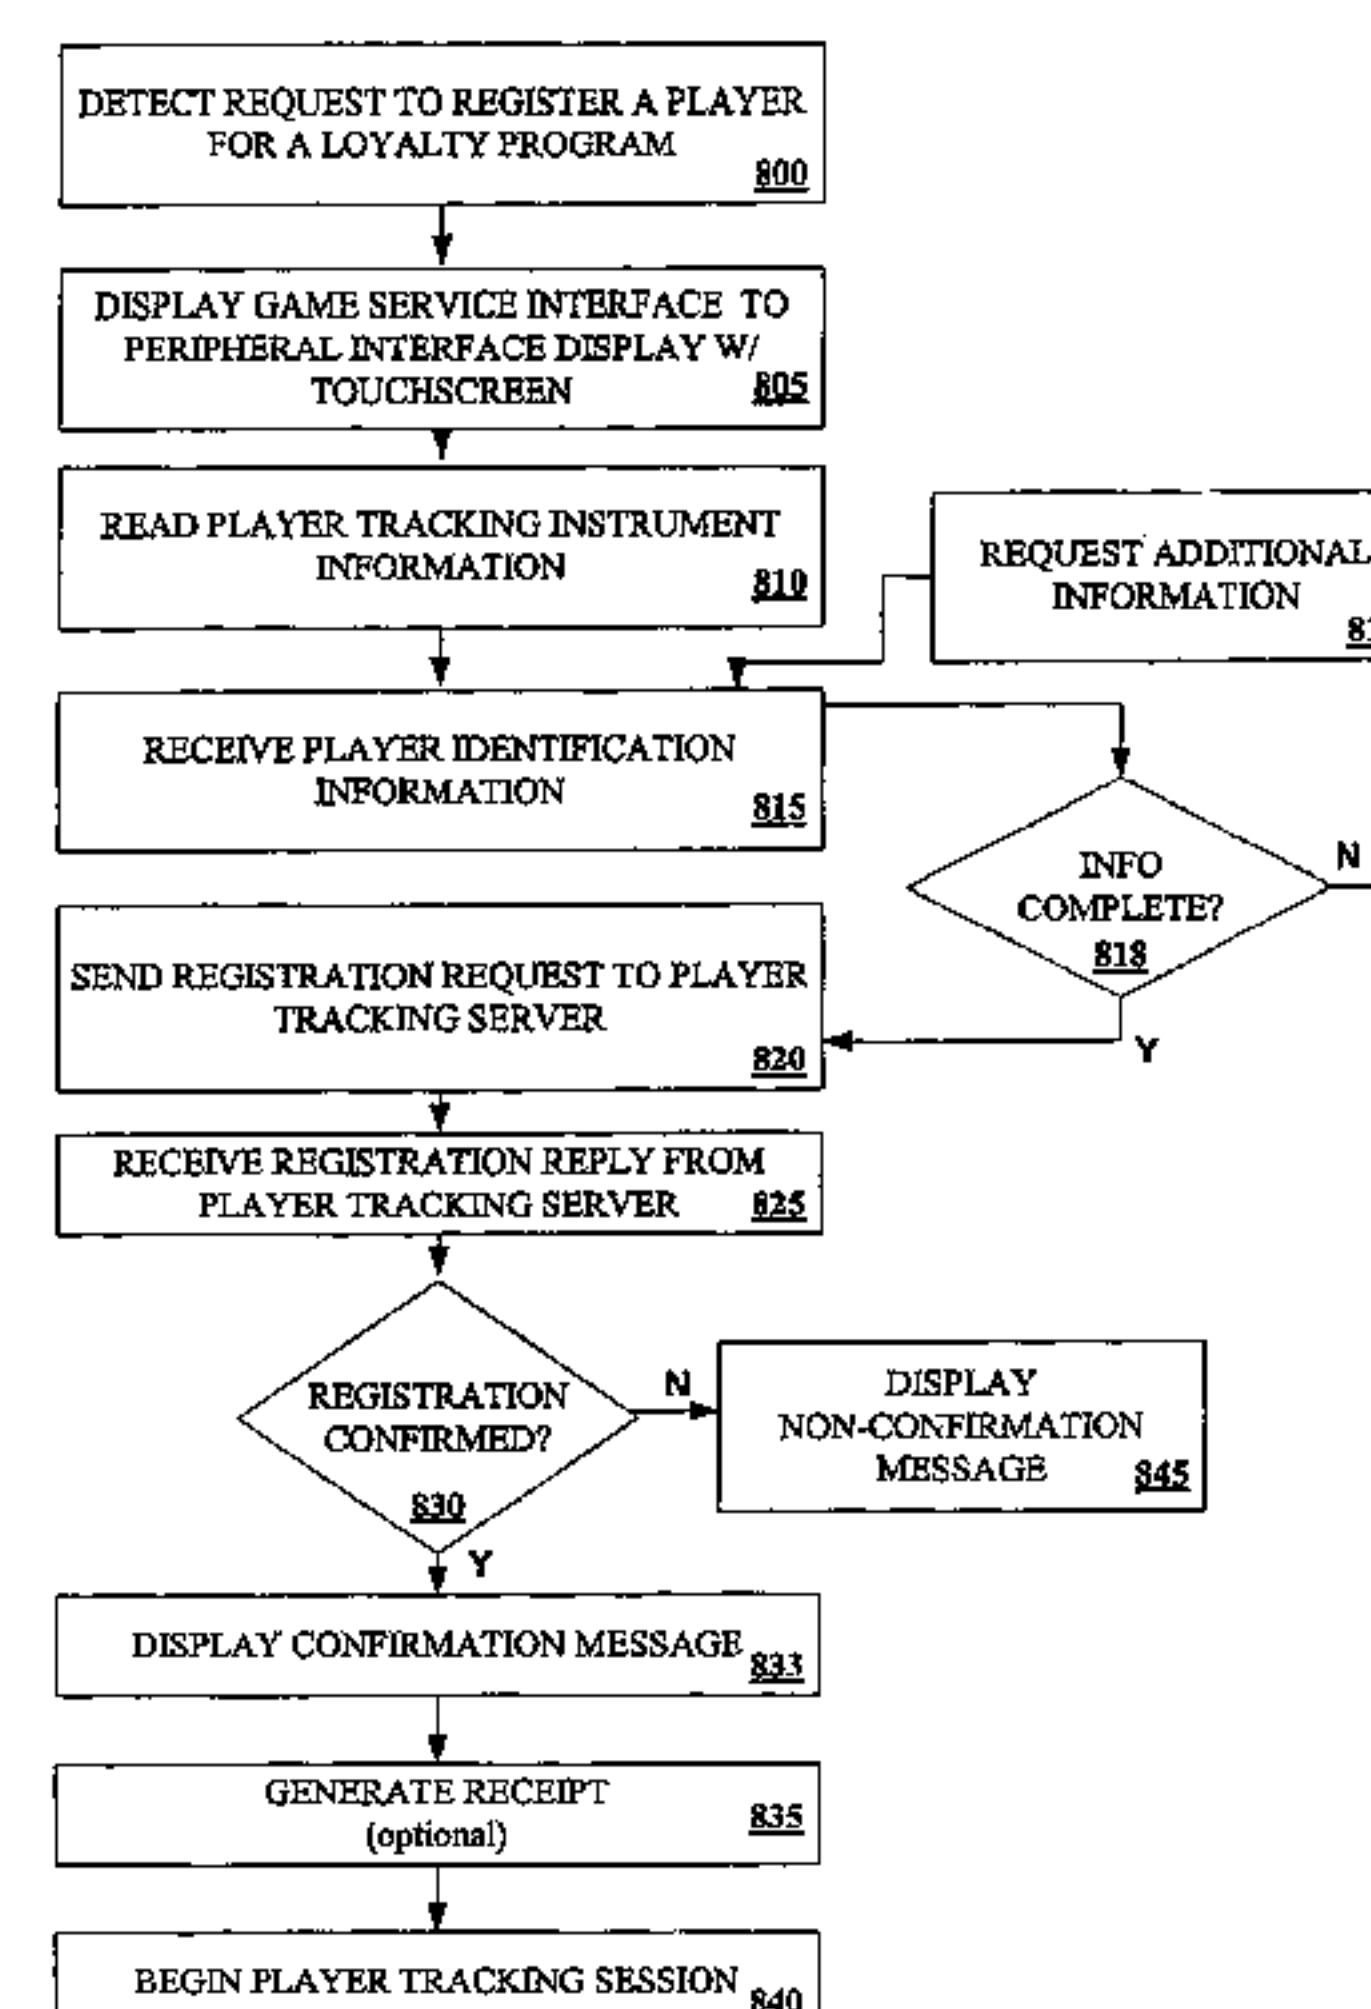 DETECT REQUEST TO REGISTER A PLAYER
FOR A LOYALTY PROGRAM
800
DISPLAY GAME SERVICE INTERFACE TO
PERIPHERAL INTERFACE DISPLAY W/
TOUCHSCREEN
805
READ PLAYER TRACKING INSTRUMENT
INFORMATION
810
REQUEST ADDITIONAL
INFORMATION
RECEIVE PLAYER IDENTIFICATION
INFORMATION
815
INFO
COMPLETE?
818
N
Y
SEND REGISTRATION REQUEST TO PLAYER
TRACKING SERVER
820
RECEIVE REGISTRATION REPLY FROM
PLAYER TRACKING SERVER
825
REGISTRATION
CONFIRMED?
830
N
Y
DISPLAY
NON-CONFIRMATION
MESSAGE
845
DISPLAY CONFIRMATION MESSAGE
833
GENERATE RECEIPT
(optional)
835
BEGIN PLAYER TRACKING SESSION
840